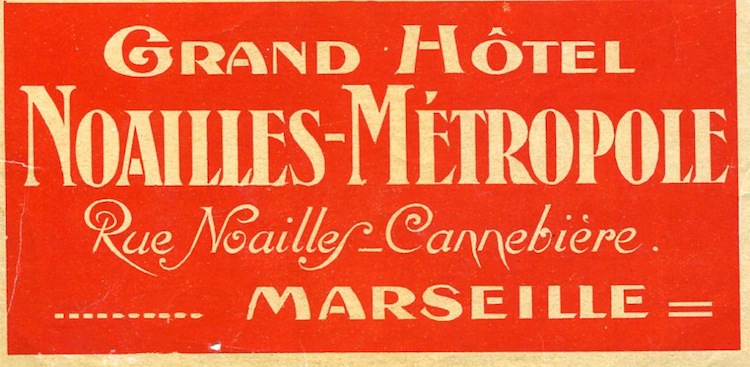 GRAND HÔTEL
NOAILLES-MÉTROPOLE
Rue Noailles-Cannebière.
MARSEILLE